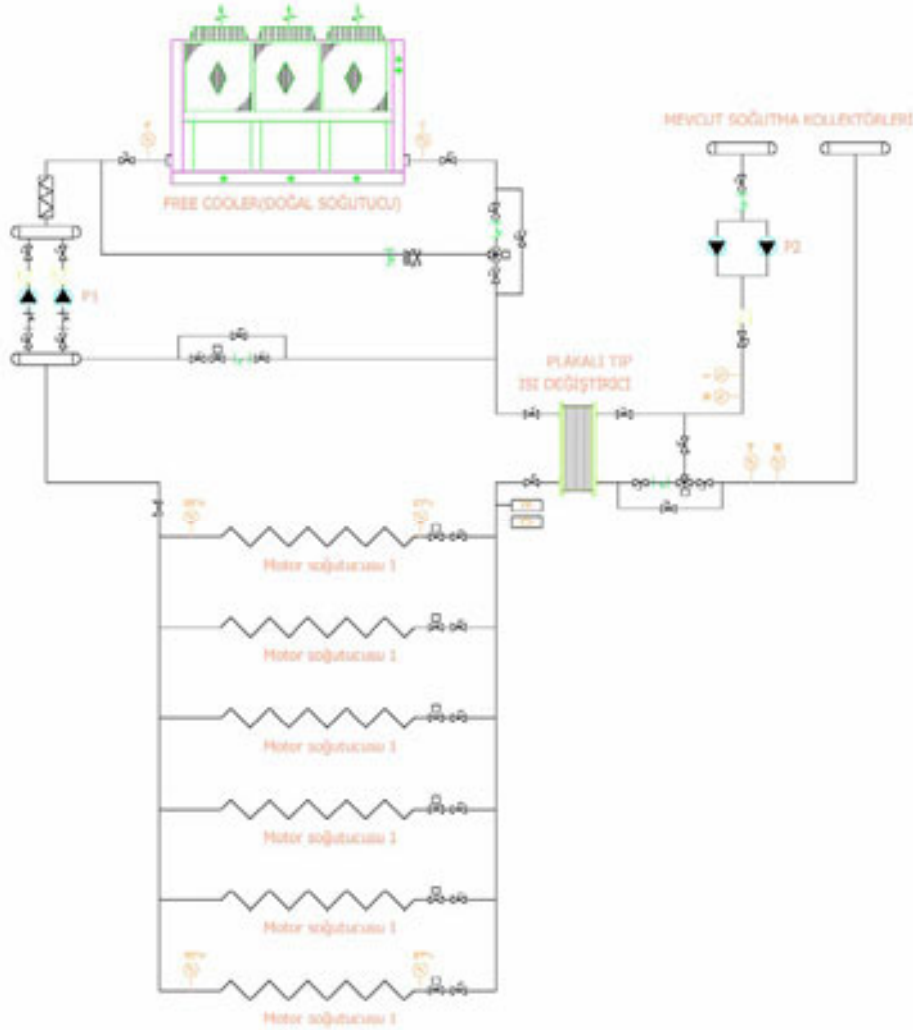 MEVCUT SOĞUTMA KOLLEKTÖRLERİ
FREE COOLER(DOĞAL SOĞUTUCU)
P2
P1
PLAKALI TİP
ISI DEĞİŞTİRİCİ
Motor soğutucusu 1
Motor soğutucusu 1
Motor soğutucusu 1
Motor soğutucusu 1
Motor soğutucusu 1
Motor soğutucusu 1